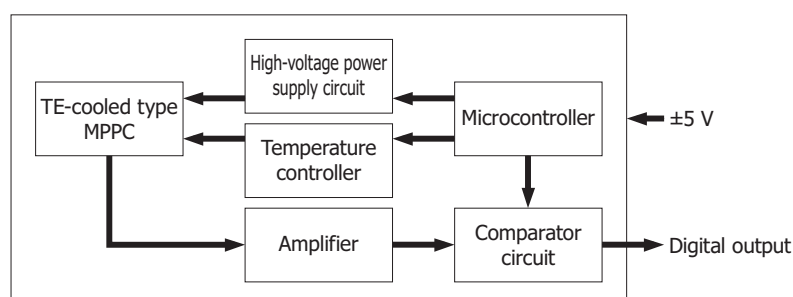 High-voltage power
supply circuit
TE-cooled type
MPPC
Microcontroller
±5 V
Temperature
controller
Amplifier
Comparator
circuit
Digital output